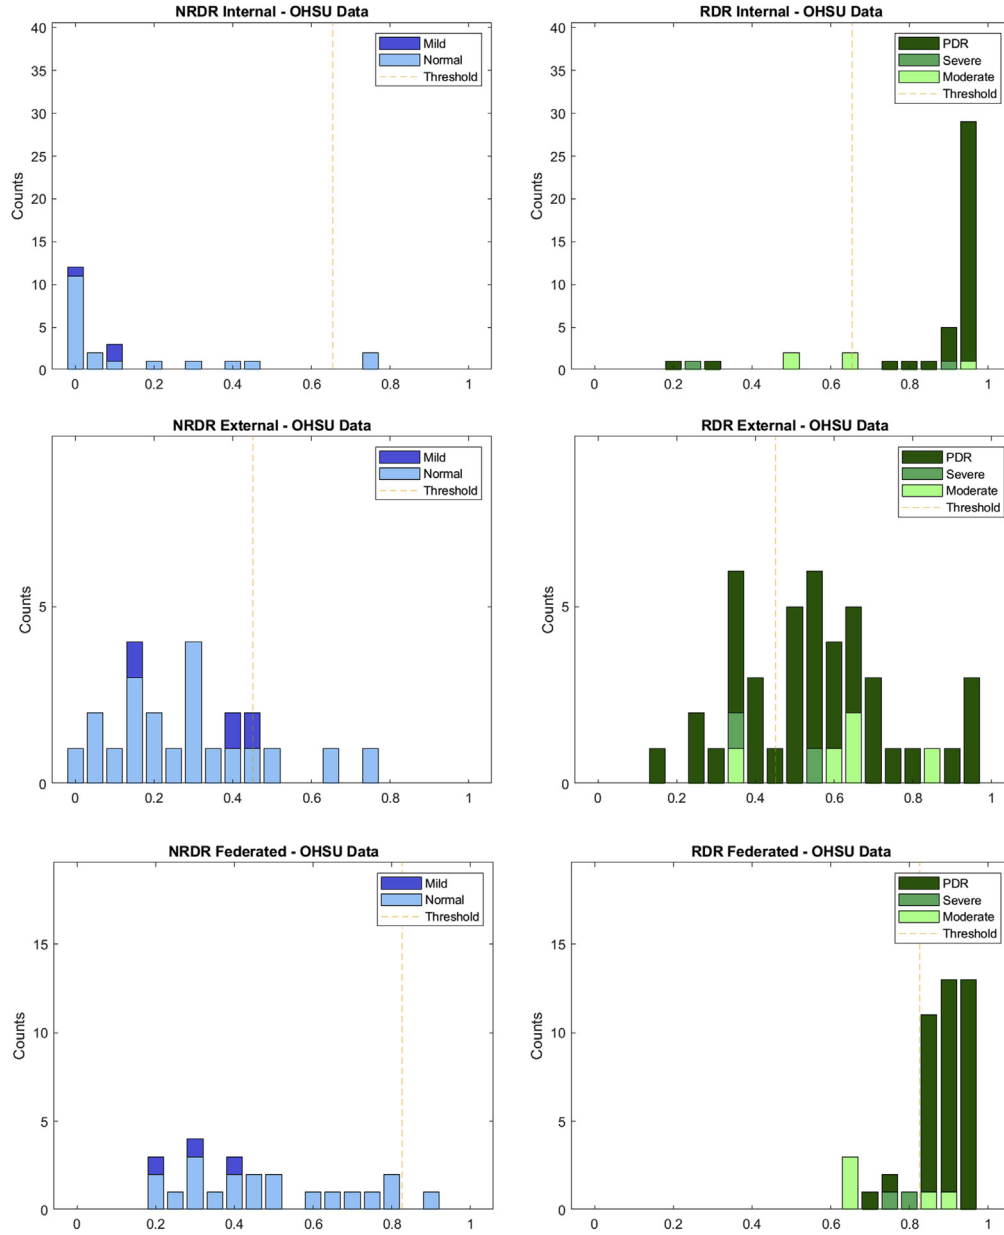 NRDR Internal - OHSU Data
Counts
40
35
30
25
20
15
10
5
0
0 0.2 0.4 0.6 0.8 1
Mild
Normal
Threshold
RDR Internal - OHSU Data
Counts
40
35
30
25
20
15
10
5
0
0 0.2 0.4 0.6 0.8 1
PDR
Severe
Moderate
Threshold
NRDR External - OHSU Data
Counts
5
0
0 0.2 0.4 0.6 0.8 1
Mild
Normal
Threshold
RDR External - OHSU Data
Counts
5
0
0 0.2 0.4 0.6 0.8 1
PDR
Severe
Moderate
Threshold
NRDR Federated - OHSU Data
Counts
15
10
5
0
0 0.2 0.4 0.6 0.8 1
Mild
Normal
Threshold
RDR Federated - OHSU Data
Counts
15
10
5
0
0 0.2 0.4 0.6 0.8 1
PDR
Severe
Moderate
Threshold